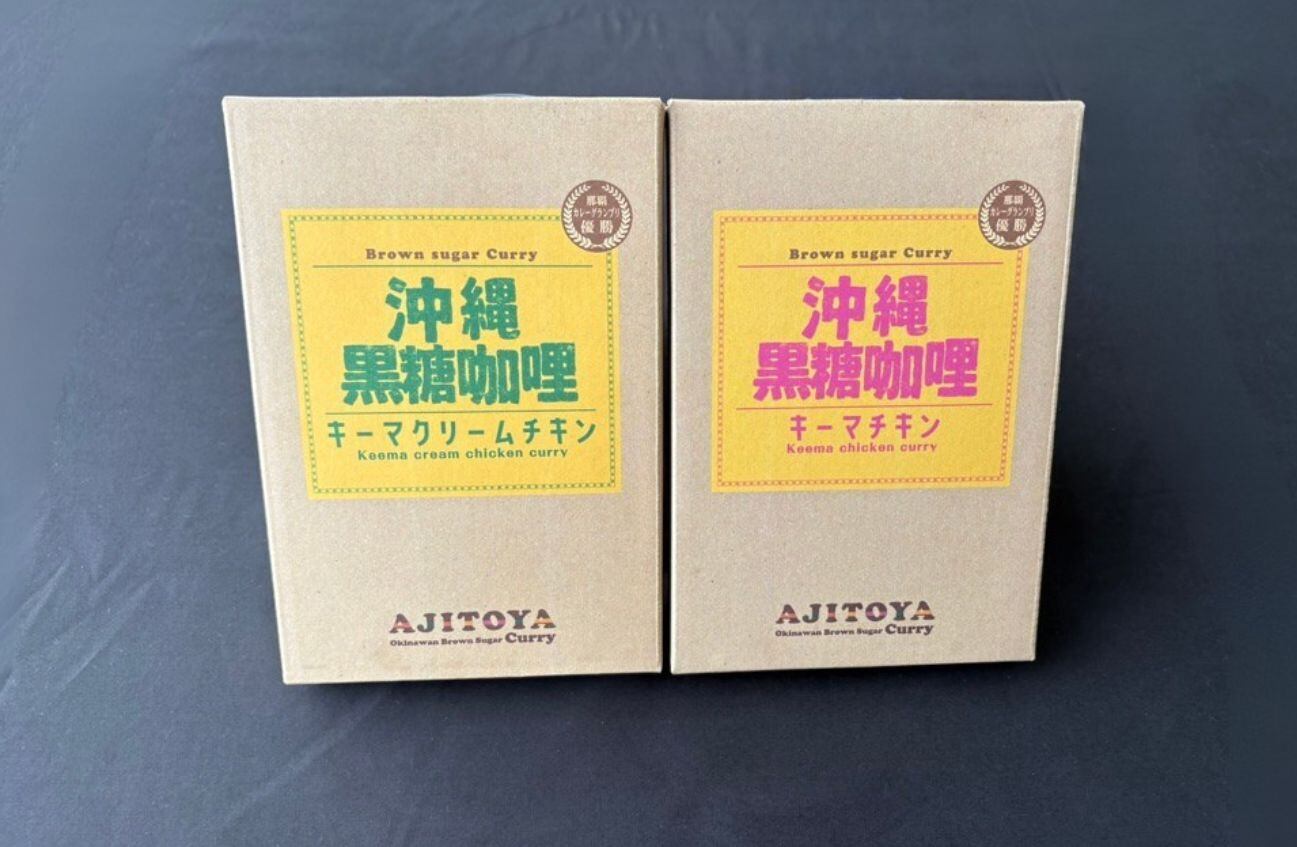 那覇
カレーグランプリ
優勝
Brown sugar Curry
沖縄
黒糖咖哩
キーマクリームチキン
Keema cream chicken curry
AJITOYA
Okinawan Brown Sugar Curry
那覇
カレーグランプリ
優勝
Brown sugar Curry
沖縄
黒糖咖哩
キーマチキン
Keema chicken curry
AJITOYA
Okinawan Brown Sugar Curry